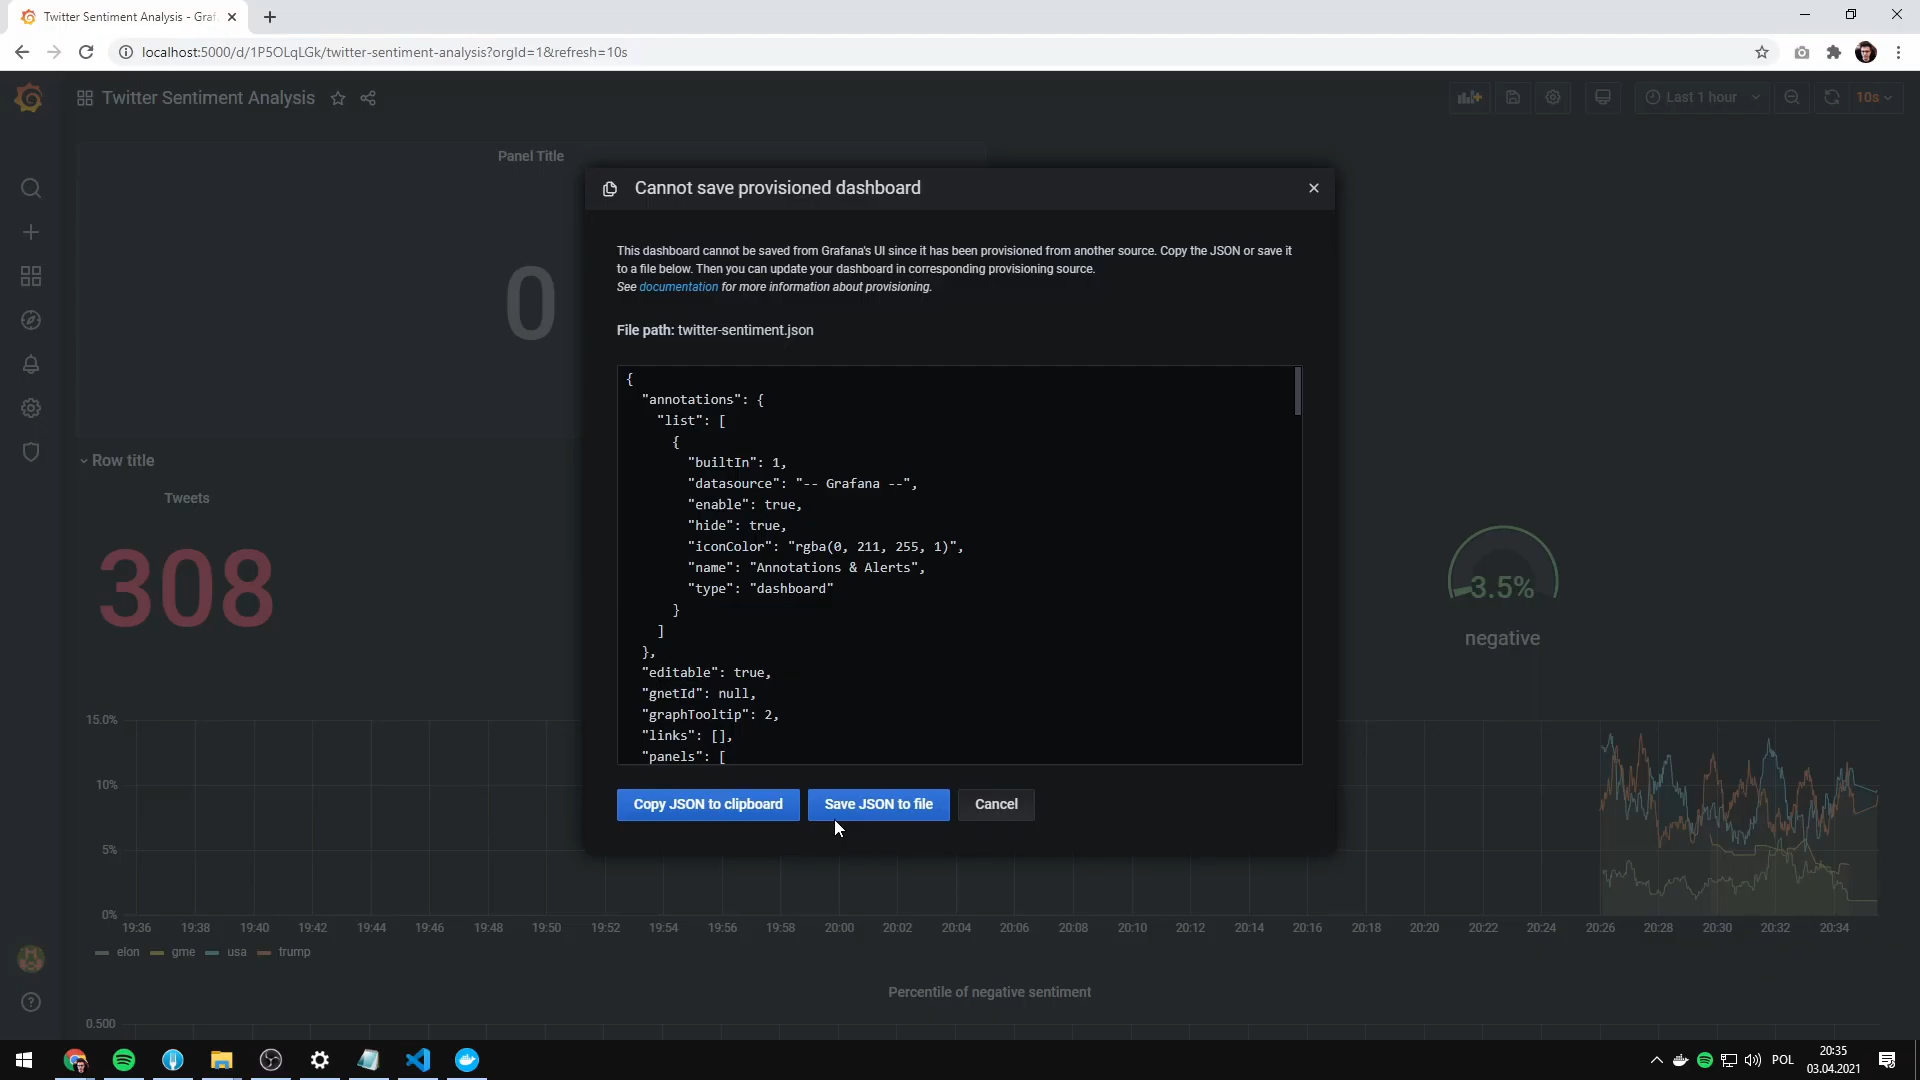 Twitter Sentiment Analysis - Graf
localhost:5000/d/1P5OLqLGk/twitter-sentiment-analysis?orgId=1&refresh=10s
Twitter Sentiment Analysis
Last 1 hour
10s
Panel Title
0
Cannot save provisioned dashboard
This dashboard cannot be saved from Grafana's UI since it has been provisioned from another source. Copy the JSON or save it
to a file below. Then you can update your dashboard in corresponding provisioning source.
See documentation for more information about provisioning.
File path: twitter-sentiment.json
{
"annotations": {
"list": [
{
"builtIn": 1,
"datasource": "-- Grafana --",
"enable": true,
"hide": true,
"iconColor": "rgba(0, 211, 255, 1)",
"name": "Annotations & Alerts",
"type": "dashboard"
}
]
},
"editable": true,
"gnetId": null,
"graphTooltip": 2,
"links": [],
"panels": [
Copy JSON to clipboard
Save JSON to file
Cancel
Row title
Tweets
308
3.5%
negative
15.0%
10%
5%
0%
19:36 19:38 19:40 19:42 19:44 19:46 19:48 19:50 19:52 19:54 19:56 19:58 20:00 20:02 20:04 20:06 20:08 20:10 20:12 20:14 20:16 20:18 20:20 20:22 20:24 20:26 20:28 20:30 20:32 20:34
elon gme usa trump
Percentile of negative sentiment
0.500
POL
20:35
03.04.2021